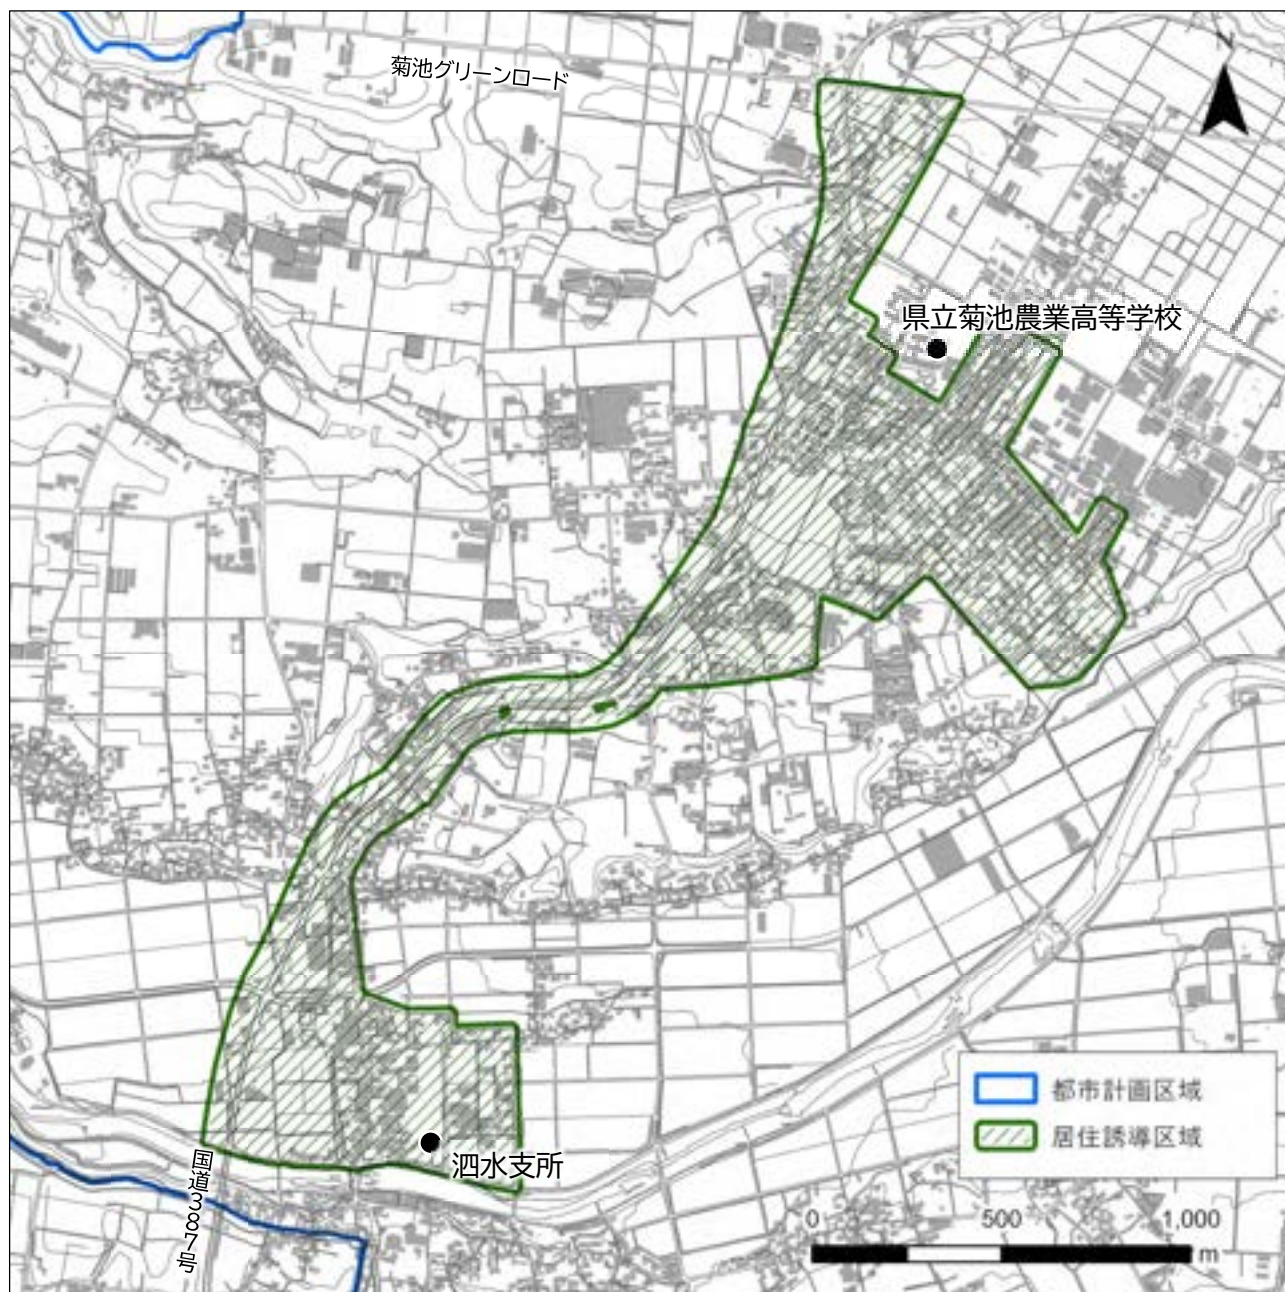 菊池グリーンロード
県立菊池農業高等学校
泗水支所
国道387号
都市計画区域
居住誘導区域
0 500 1,000
m